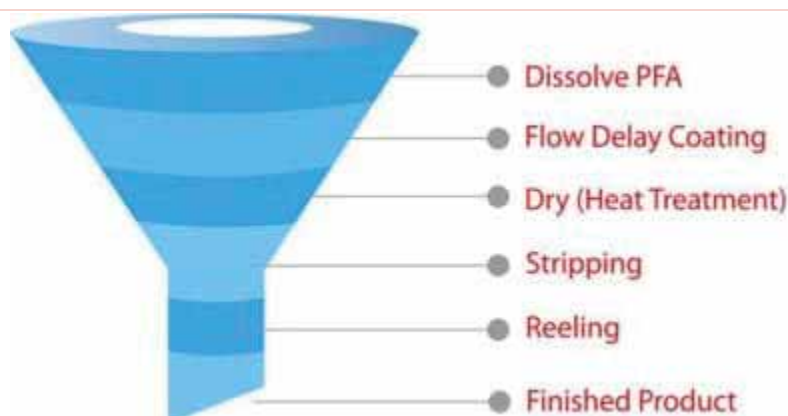 Dissolve PFA
Flow Delay Coating
Dry (Heat Treatment)
Stripping
Reeling
Finished Product